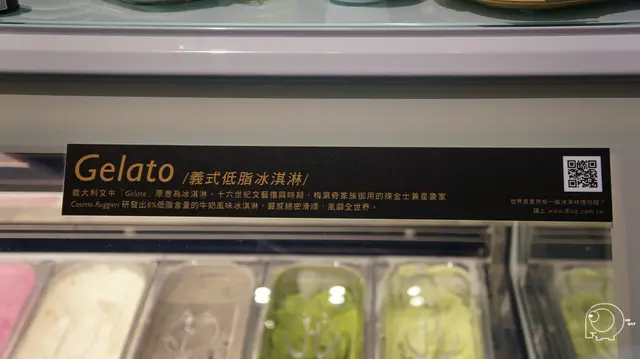 Gelato /義式低脂冰淇淋/
義大利文中「Gelato」原意為冰淇淋，十六世紀文藝復興時期，梅第奇家族御用的煉金士兼星象家
Cosimo Ruggieri 研發出8%低脂含量的牛奶風味冰淇淋，質感綿密滑順，風靡全世界。